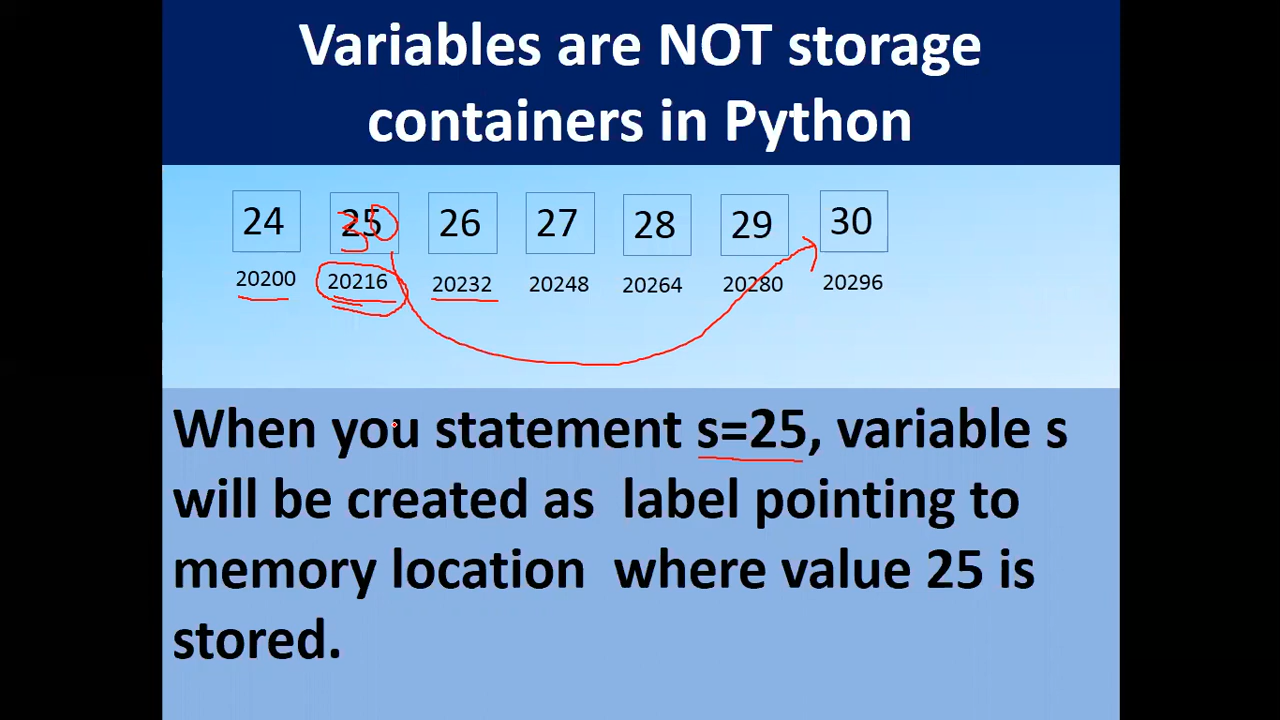 Variables are NOT storage
containers in Python
24 25 26 27 28 29 30
20200 20216 20232 20248 20264 20280 20296
When you statement s=25, variable s
will be created as label pointing to
memory location where value 25 is
stored.